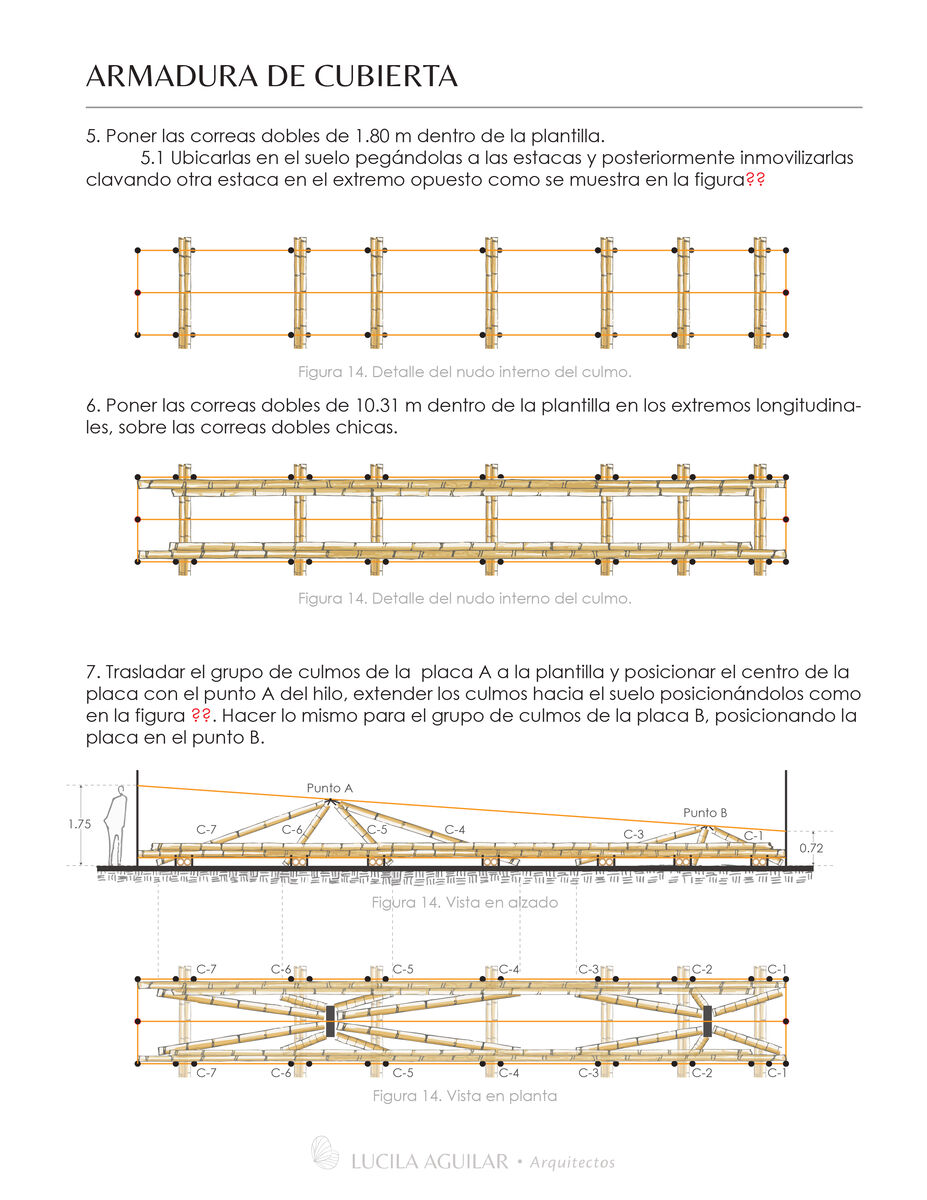 ARMADURA DE CUBIERTA
5. Poner las correas dobles de 1.80 m dentro de la plantilla.
5.1 Ubicarlas en el suelo pegándolas a las estacas y posteriormente inmovilizarlas
clavando otra estaca en el extremo opuesto como se muestra en la figura??
Figura 14. Detalle del nudo interno del culmo.
6. Poner las correas dobles de 10.31 m dentro de la plantilla en los extremos longitudina-
les, sobre las correas dobles chicas.
Figura 14. Detalle del nudo interno del culmo.
7. Trasladar el grupo de culmos de la placa A a la plantilla y posicionar el centro de la
placa con el punto A del hilo, extender los culmos hacia el suelo posicionándolos como
en la figura ??. Hacer lo mismo para el grupo de culmos de la placa B, posicionando la
placa en el punto B.
Punto A
Punto B
1.75
C-7 C-6 C-5 C-4 C-3 C-1
0.72
Figura 14. Vista en alzado
C-7 C-6 C-5 C-4 C-3 C-2 C-1
C-7 C-6 C-5 C-4 C-3 C-2 C-1
Figura 14. Vista en planta
LUCILA AGUILAR • Arquitectos